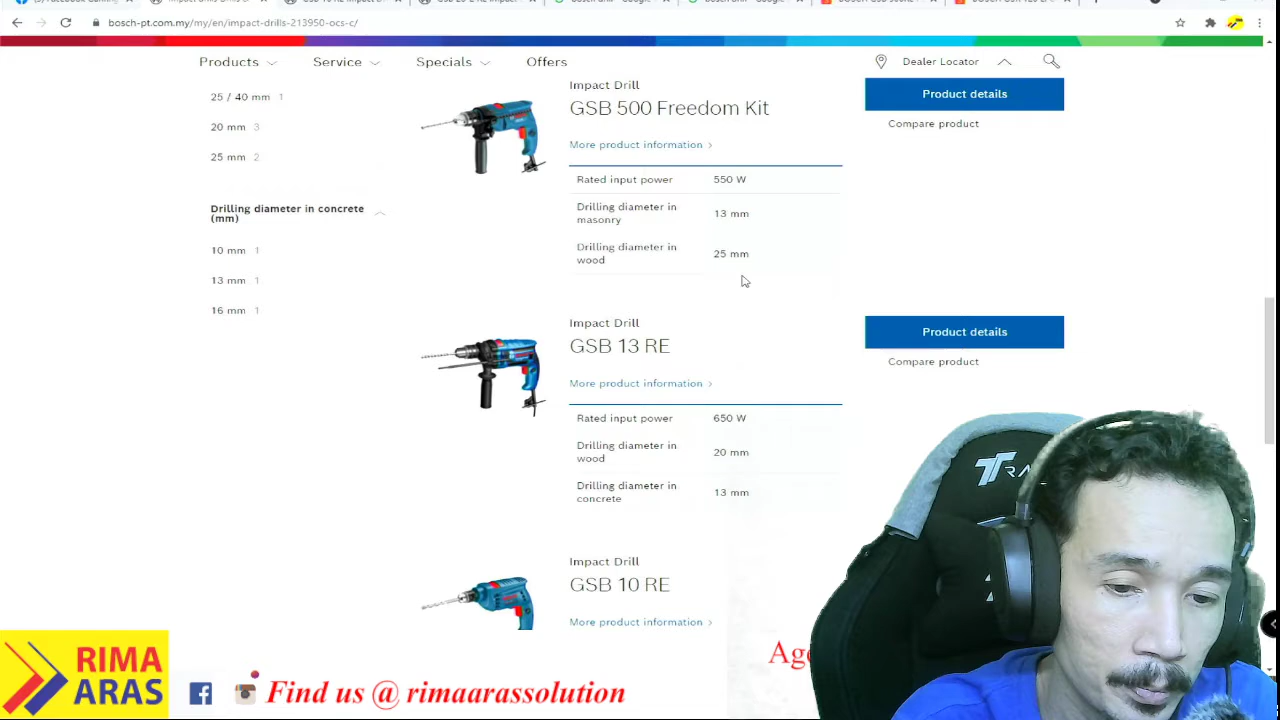 bosch-pt.com.my/my/en/impact-drills-213950-ocs-c/
Products
Service
Specials
Offers
Dealer Locator
25 / 40 mm 1
20 mm 3
25 mm 2
Drilling diameter in concrete
(mm)
10 mm 1
13 mm 1
16 mm 1
Impact Drill
GSB 500 Freedom Kit
More product information >
Rated input power 550 W
Drilling diameter in
masonry 13 mm
Drilling diameter in
wood 25 mm
Product details
Compare product
Impact Drill
GSB 13 RE
More product information >
Rated input power 650 W
Drilling diameter in
wood 20 mm
Drilling diameter in
concrete 13 mm
Product details
Compare product
Impact Drill
GSB 10 RE
More product information >
RIMA
ARAS
Find us @ rimaarassolution